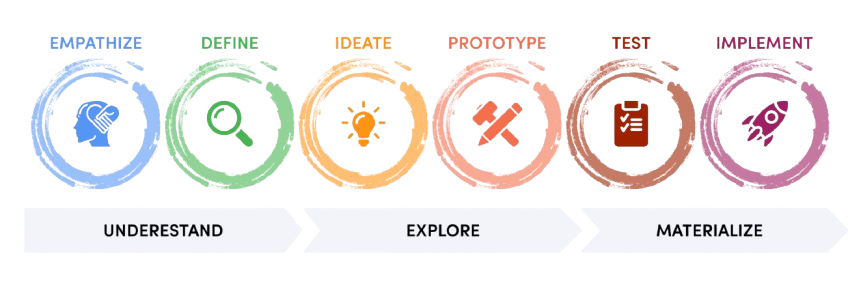 EMPATHIZE DEFINE IDEATE PROTOTYPE TEST IMPLEMENT
UNDERESTAND EXPLORE MATERIALIZE